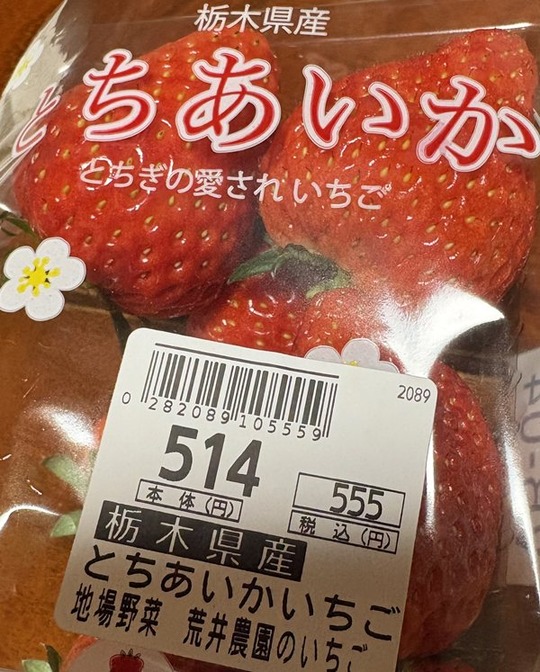 栃木県産
とちあいか
とちぎの愛されいちご
2089
0 282089 105559
514
本体(円)
555
税込(円)
栃木県産
とちあいかいちご
地場野菜 荒井農園のいちご